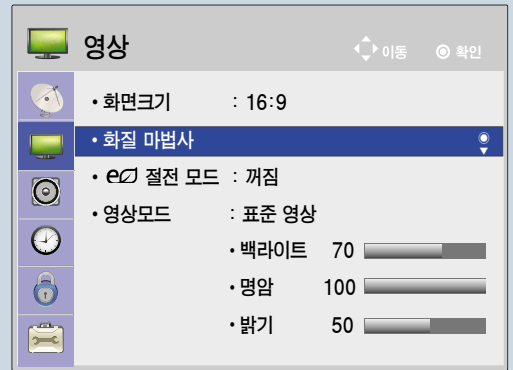 영상 이동 확인
• 화면크기 : 16:9
• 화질 마법사
• e 절전 모드 : 꺼짐
• 영상모드 : 표준 영상
• 백라이트 70
• 명암 100
• 밝기 50